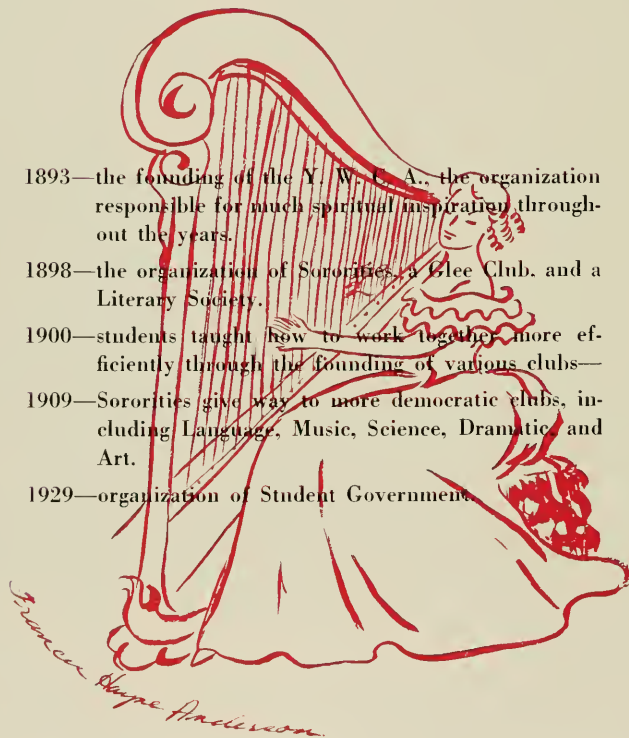 1893—the founding of the Y. W. C. A., the organization
responsible for much spiritual inspiration through-
out the years.
1898—the organization of Sororities, a Glee Club, and a
Literary Society.
1900—students taught how to work together more ef-
ficiently through the founding of various clubs—
1909—Sororities give way to more democratic clubs, in-
cluding Language, Music, Science, Dramatic, and
Art.
1929—organization of Student Government.
Frances Hayne Anderson